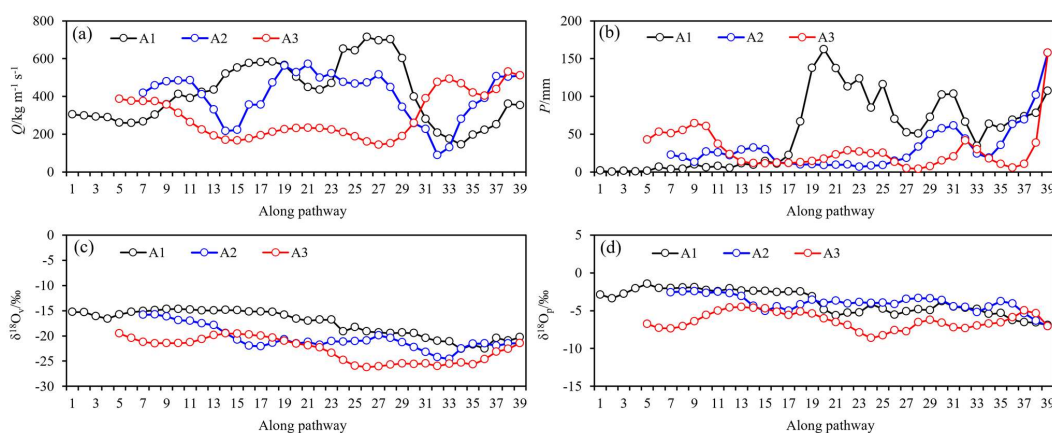 (a) A1 A2 A3
Q/kg m⁻¹ s⁻¹
800
600
400
200
0
1 3 5 7 9 11 13 15 17 19 21 23 25 27 29 31 33 35 37 39
Along pathway
(b) A1 A2 A3
P/mm
200
150
100
50
0
1 3 5 7 9 11 13 15 17 19 21 23 25 27 29 31 33 35 37 39
Along pathway
(c) A1 A2 A3
δ¹⁸Oᵥ/‰
0
-5
-10
-15
-20
-25
-30
1 3 5 7 9 11 13 15 17 19 21 23 25 27 29 31 33 35 37 39
Along pathway
(d) A1 A2 A3
δ¹⁸Oₚ/‰
5
0
-5
-10
-15
1 3 5 7 9 11 13 15 17 19 21 23 25 27 29 31 33 35 37 39
Along pathway